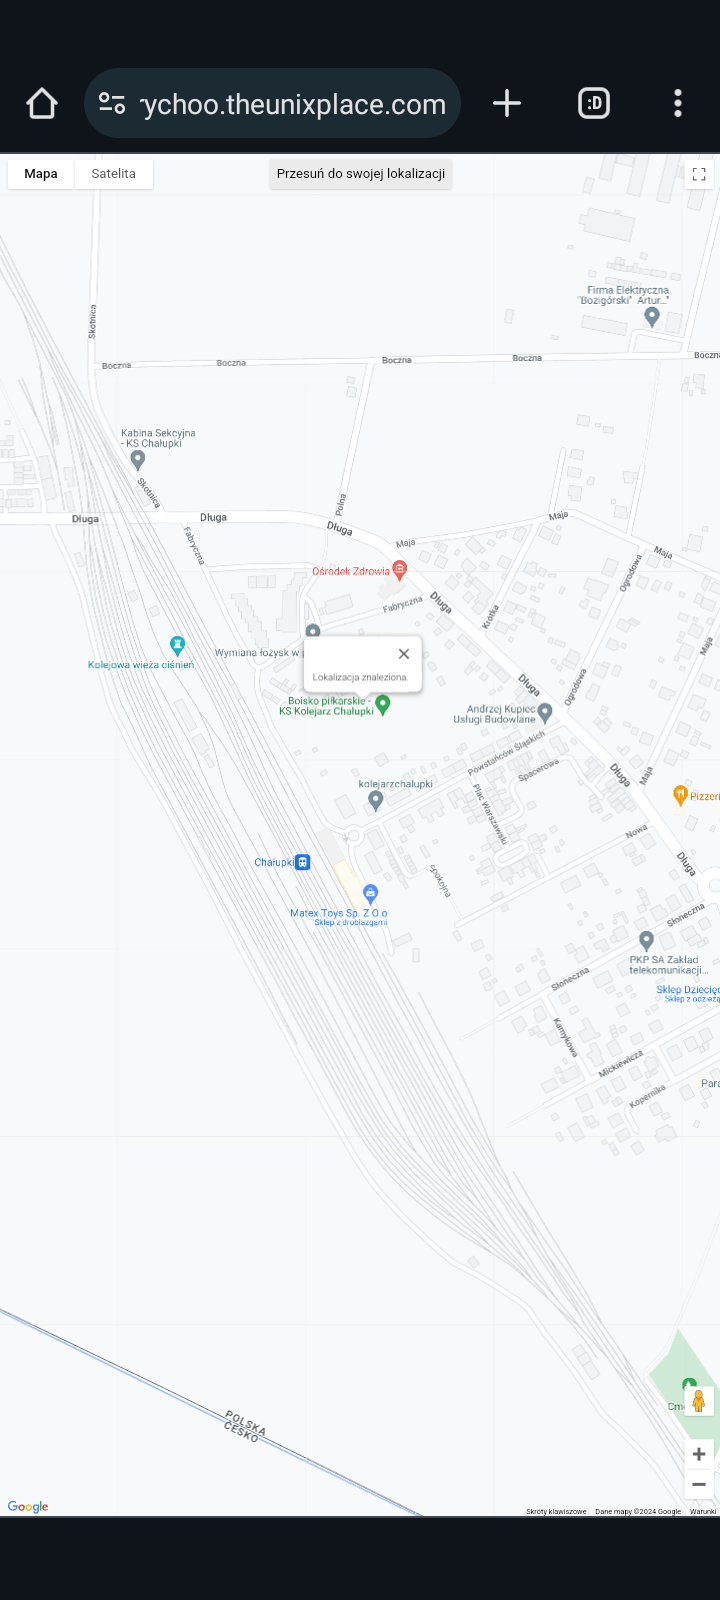 ychoo.theunixplace.com
:D
Mapa
Satelita
Przesuń do swojej lokalizacji
Firma Elektryczna
"Bozigórski" Artur..."
Skotnica
Boczna
Boczna
Boczna
Boczna
Boczna
Kabina Sekcyjna
- KS Chałupki
Skotnica
Polna
Długa
Długa
Długa
Maja
Maja
Maja
Fabryczna
Ośrodek Zdrowia
Ogrodowa
Długa
Fabryczna
Krótka
Maja
Kolejowa wieża ciśnień
Wymiana łożysk w
Lokalizacja znaleziona.
Długa
Ogrodowa
Boisko piłkarskie -
KS Kolejarz Chałupki
Andrzej Kupiec
Usługi Budowlane
Powstańców Śląskich
Spacerowa
Długa
Maja
kolejarzchalupki
Plac Warszawski
Pizzeri
Nowa
Chałupki
Spokojna
Długa
Matex Toys Sp. Z O.o
Sklep z drobiazgami
Słoneczna
PKP SA Zakład
telekomunikacji...
Słoneczna
Sklep Dziecięc
Sklep z odzieżą
Kamykowa
Mickiewicza
Para
Kopernika
Cme
POLSKA
ČESKO
Google
Skróty klawiszowe
Dane mapy ©2024 Google
Warunki